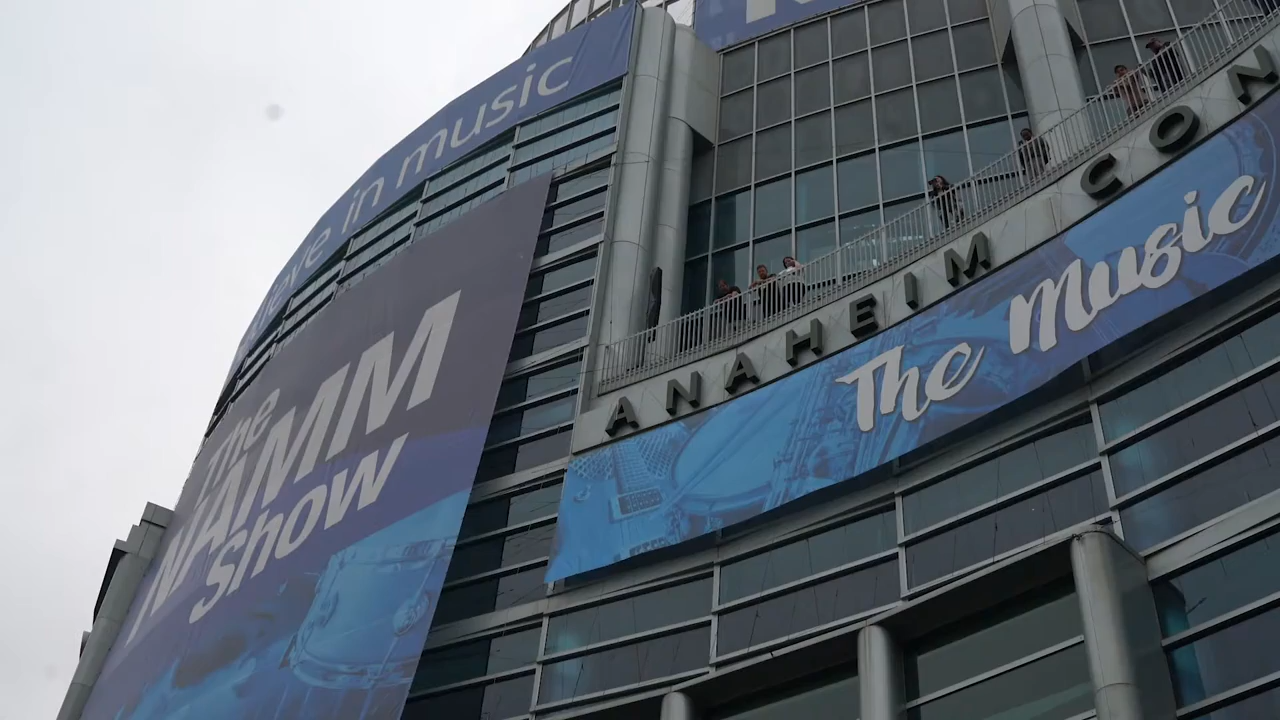 in music
The
NAMM
Show
ANAHEIM CON
The Music